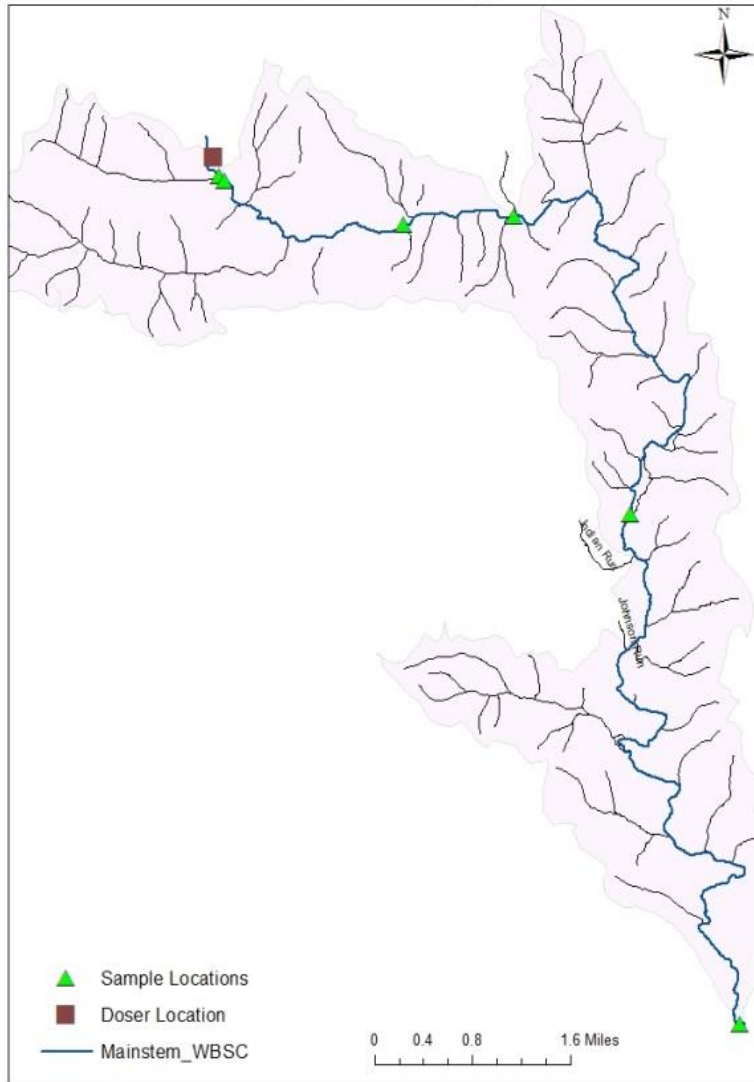 N
Indian Run
Johnson Run
Sample Locations
Doser Location
Mainstem_WBSC
0 0.4 0.8 1.6 Miles